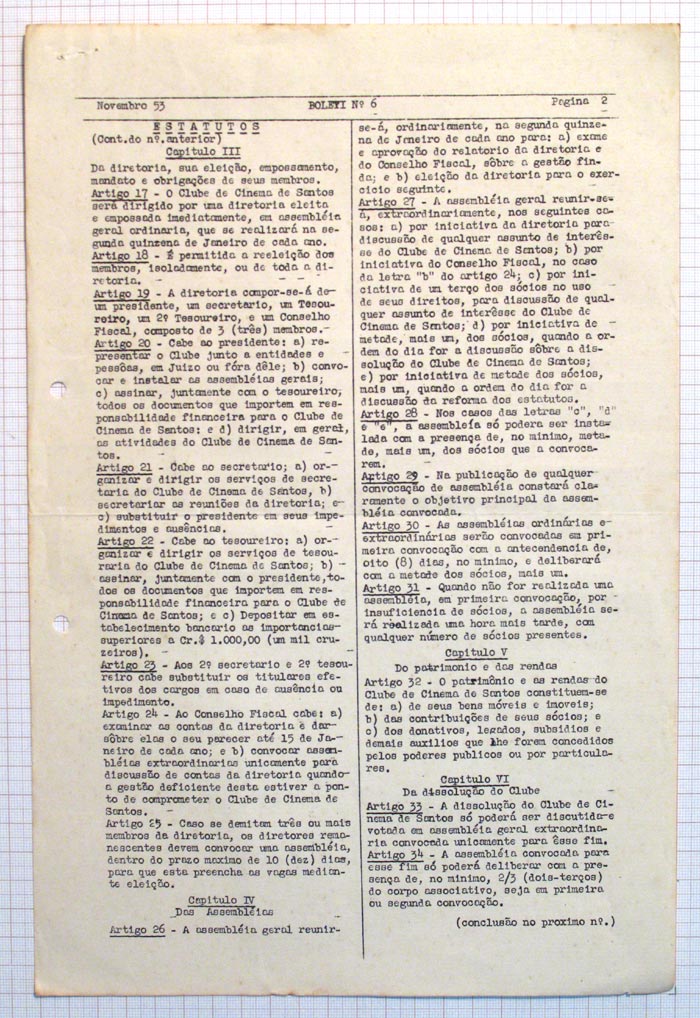 Novembro 53 BOLETI Nº 6 Pagina 2
E S T A T U T O S
(Cont.do nº.anterior)
Capitulo III
Da diretoria, sua eleição, empossamento,
mandato e obrigações de seus membros.
Artigo 17 - O Clube de Cinema de Santos
será dirigido por uma diretoria eleita
e empossada imediatamente, em assembléia
geral ordinaria, que se realizará na se-
gunda quinzena de Janeiro de cada ano.
Artigo 18 - É permitida a reeleição dos
membros, isoladamente, ou de toda a di-
retoria.
Artigo 19 - A diretoria compor-se-á de-
um presidente, um secretario, um Tesou-
reiro, um 2º Tesoureiro, e um Conselho
Fiscal, composto de 3 (três) membros.-
Artigo 20 - Cabe ao presidente: a) re-
presentar o Clube junto a entidades e
pessôas, em Juizo ou fóra dêle; b) convo-
car e instalar as assembléias gerais;
c) assinar, juntamente com o tesoureiro,
todos os documentos que importem em res-
ponsabilidade financeira para o Clube de
Cinema de Santos: e d) dirigir, em geral,
as atividades do Clube de Cinema de San-
tos.
Artigo 21 - Cabe ao secretario; a) or-
ganizar e dirigir os serviços de secre-
taria do Clube de Cinema de Santos, b)
secretariar as reuniões da diretoria; e-
c) substituir o presidente em seus impe-
dimentos e ausências.
Artigo 22 - Cabe ao tesoureiro: a) or-
ganizar e dirigir os serviços de tesou-
raria do Clube de Cinema de Santos; b) -
assinar, juntamente com o presidente,to-
dos os documentos que importem em res-
ponsabilidade financeira para o Clube de
Cinema de Santos; e c) Depositar em es-
tabelecimento bancario as importancias-
superiores a Cr.$ 1.000,00 (um mil cru-
zeiros).
Artigo 23 - Aos 2º secretario e 2º tesou-
reiro cabe substituir os titulares efe-
tivos dos cargos em caso de ausência ou
impedimento.
Artigo 24 - Ao Conselho Fiscal cabe: a)
examinar as contas da diretoria e dar-
sôbre elas o seu parecer até 15 de Ja-
neiro de cada ano; e b) convocar assem-
bléias extraordinarias unicamente para
discussão de contas da diretoria quando-
a gestão deficiente desta estiver a pon-
to de comprometer o Clube de Cinema de
Santos.
Artigo 25 - Caso se demitam três ou mais
membros da diretoria, os diretores rema-
nescentes devem convocar uma assembléia,
dentro do prazo maximo de 10 (dez) dias,
para que esta preencha as vagas median-
te eleição.
Capitulo IV
Das Assembléias
Artigo 26 - A assembléia geral reunir-
se-á, ordinariamente, na segunda quinze-
na de Janeiro de cada ano para: a) exame
e aprovação do relatorio da diretoria e
do Conselho Fiscal, sôbre a gestão fin-
da; e b) eleição da diretoria para o exer-
cicio seguinte.
Artigo 27 - A assembléia geral reunir-se-
á, extraordinariamente, nos seguintes ca-
sos: a) por iniciativa da diretoria para-
discussão de qualquer assunto de interês-
se do Clube de Cinema de Santos; b) por
iniciativa do Conselho Fiscal, no caso
da letra "b" do artigo 24; c) por ini-
ciativa de um terço dos sócios no uso
de seus direitos, para discussão de qual-
quer assunto de interêsse do Clube de
Cinema de Santos; d) por iniciativa de -
metade, mais um, dos sócios, quando a or-
dem do dia for a discussão sôbre a dis-
solução do Clube de Cinema de Santos;
e) por iniciativa de metade dos sócios,
mais um, quando a ordem do dia for a
discussão da reforma dos estatutos.
Artigo 28 - Nos casos das letras "c", "d"
e "e", a assembleia só podera ser insta-
lada com a presença de, no minimo, meta-
de, mais um, dos sócios que a convoca-
rem.
Artigo 29 - Na publicação de qualquer
convocação de assembléia constará cla-
ramente o objetivo principal da assem-
bléia convocada.
Artigo 30 - As assembléias ordinárias e-
extraordinárias serão convocadas em pri-
meira convocação com a antecendencia de,
oito (8) dias, no minimo, e deliberará
com a metade dos sócios, mais um.
Artigo 31 - Quando não for realizada uma
assembléia, em primeira convocação, por -
insuficiencia de sócios, a assembléia se-
rá realizada uma hora mais tarde, com
qualquer número de sócios presentes.
Capitulo V
Do patrimonio e das rendas
Artigo 32 - O patrimônio e as rendas do
Clube de Cinema de Santos constituem-se
de: a) de seus bens móveis e imoveis;
b) das contribuições de seus sócios; e
c) dos donativos, legados, subsidios e
demais auxilios que lhe forem concedidos
pelos poderes publicos ou por particula-
res.
Capitulo VI
Da dissolução do Clube
Artigo 33 - A dissolução do Clube de Ci-
nema de Santos só poderá ser discutida-e
votada em assembléia geral extraordina-
ria convocada unicamente para êsse fim.
Artigo 34 - A assembléia convocada para
esse fim só poderá deliberar com a pre-
sença de, no minimo, 2/3 (dois-terços)
do corpo associativo, seja em primeira
ou segunda convocação.
(conclusão no proximo nº.)